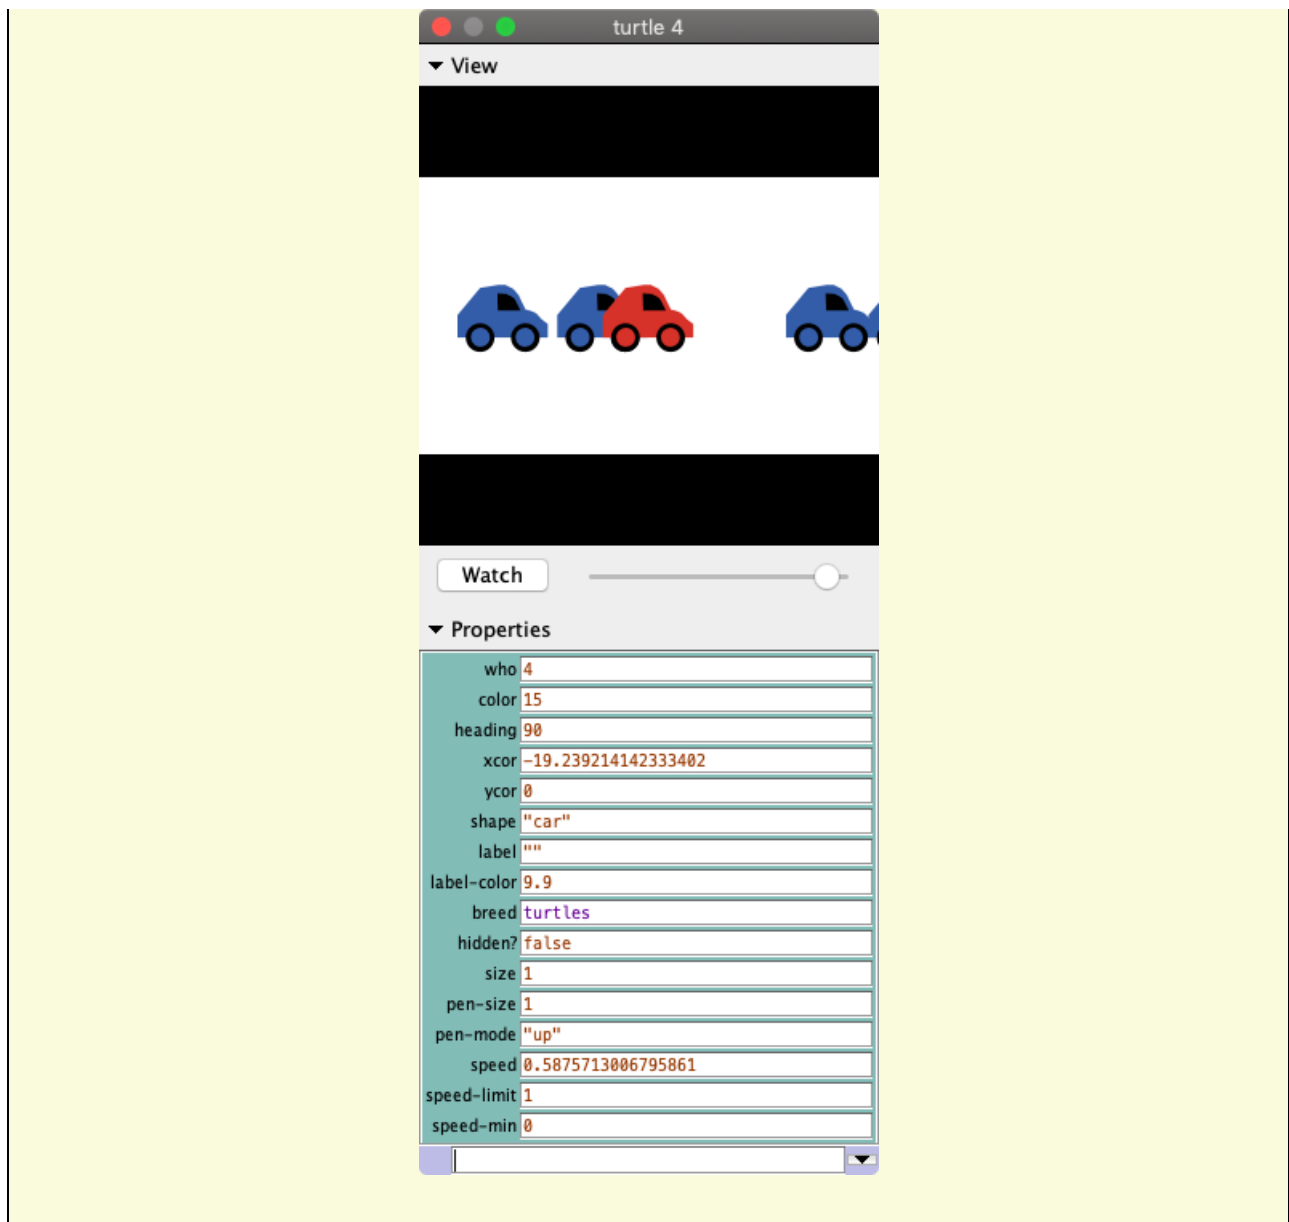 turtle 4
View
Watch
Properties
who 4
color 15
heading 90
xcor -19.239214142333402
ycor 0
shape "car"
label ""
label-color 9.9
breed turtles
hidden? false
size 1
pen-size 1
pen-mode "up"
speed 0.5875713006795861
speed-limit 1
speed-min 0